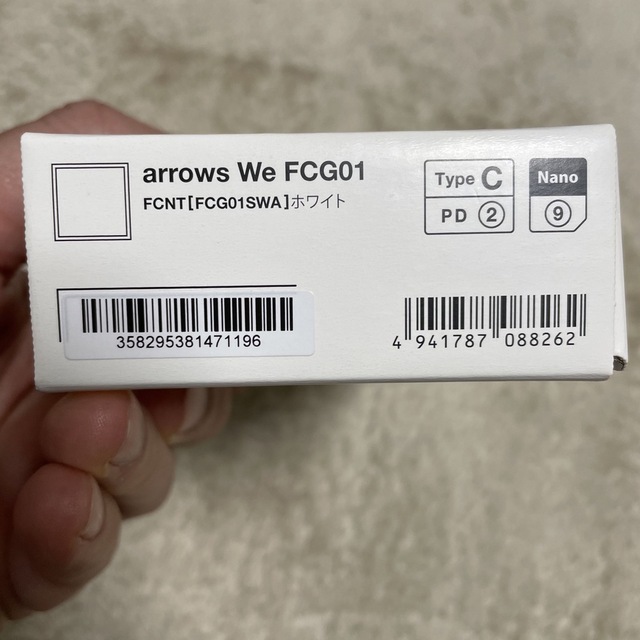 arrows We FCG01
FCNT[FCG01SWA]ホワイト
Type C
PD ②
Nano
⑨
358295381471196
4 941787 088262